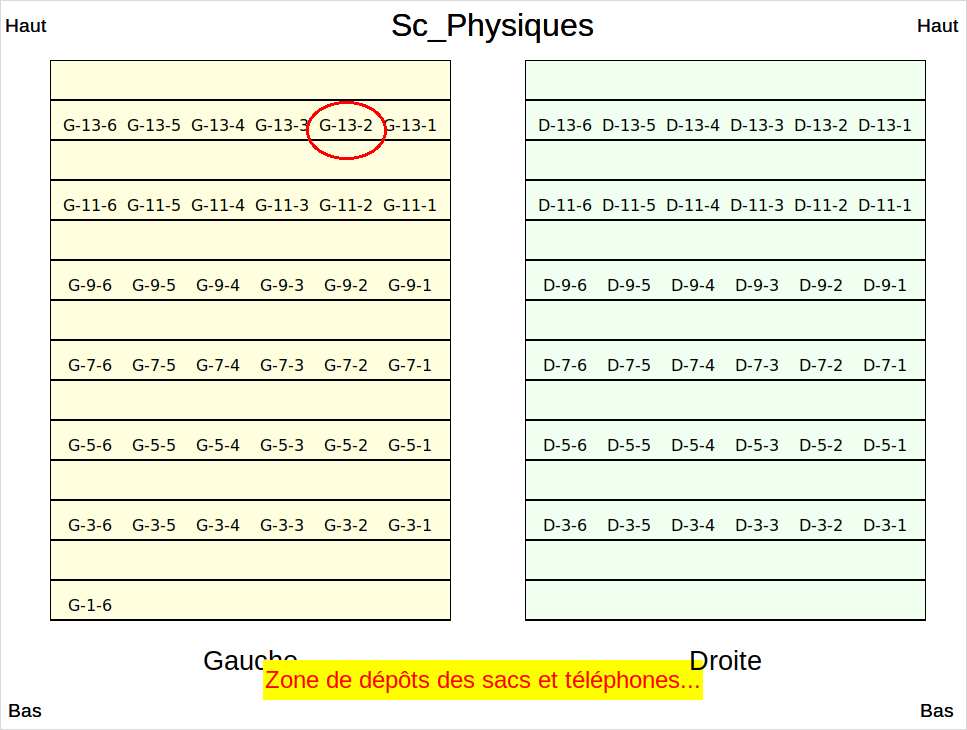 Sc_Physiques
Haut
Haut
G-13-6 G-13-5 G-13-4 G-13-3 G-13-2 G-13-1
G-11-6 G-11-5 G-11-4 G-11-3 G-11-2 G-11-1
G-9-6 G-9-5 G-9-4 G-9-3 G-9-2 G-9-1
G-7-6 G-7-5 G-7-4 G-7-3 G-7-2 G-7-1
G-5-6 G-5-5 G-5-4 G-5-3 G-5-2 G-5-1
G-3-6 G-3-5 G-3-4 G-3-3 G-3-2 G-3-1
G-1-6
Gauche
D-13-6 D-13-5 D-13-4 D-13-3 D-13-2 D-13-1
D-11-6 D-11-5 D-11-4 D-11-3 D-11-2 D-11-1
D-9-6 D-9-5 D-9-4 D-9-3 D-9-2 D-9-1
D-7-6 D-7-5 D-7-4 D-7-3 D-7-2 D-7-1
D-5-6 D-5-5 D-5-4 D-5-3 D-5-2 D-5-1
D-3-6 D-3-5 D-3-4 D-3-3 D-3-2 D-3-1
Droite
Zone de dépôts des sacs et téléphones...
Bas
Bas